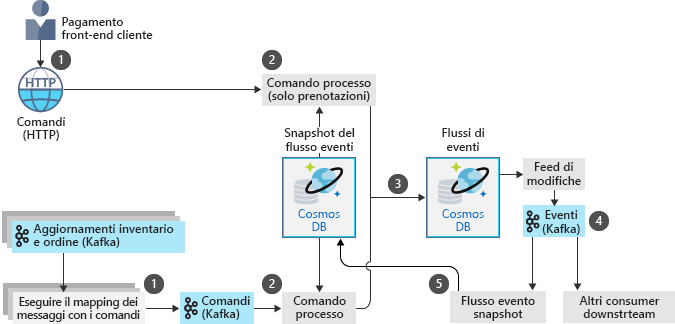 Pagamento
front-end cliente
1
HTTP
Comandi
(HTTP)
2
Comando processo
(solo prenotazioni)
Snapshot del
flusso eventi
Cosmos
DB
Flussi di
eventi
Cosmos
DB
3
Feed di
modifiche
Eventi
(Kafka)
4
Aggiornamenti inventario
e ordine (Kafka)
Eseguire il mapping dei
messaggi con i comandi
1
Comandi
(Kafka)
2
Comando
processo
5
Flusso evento
snapshot
Altri consumer
downstrteam